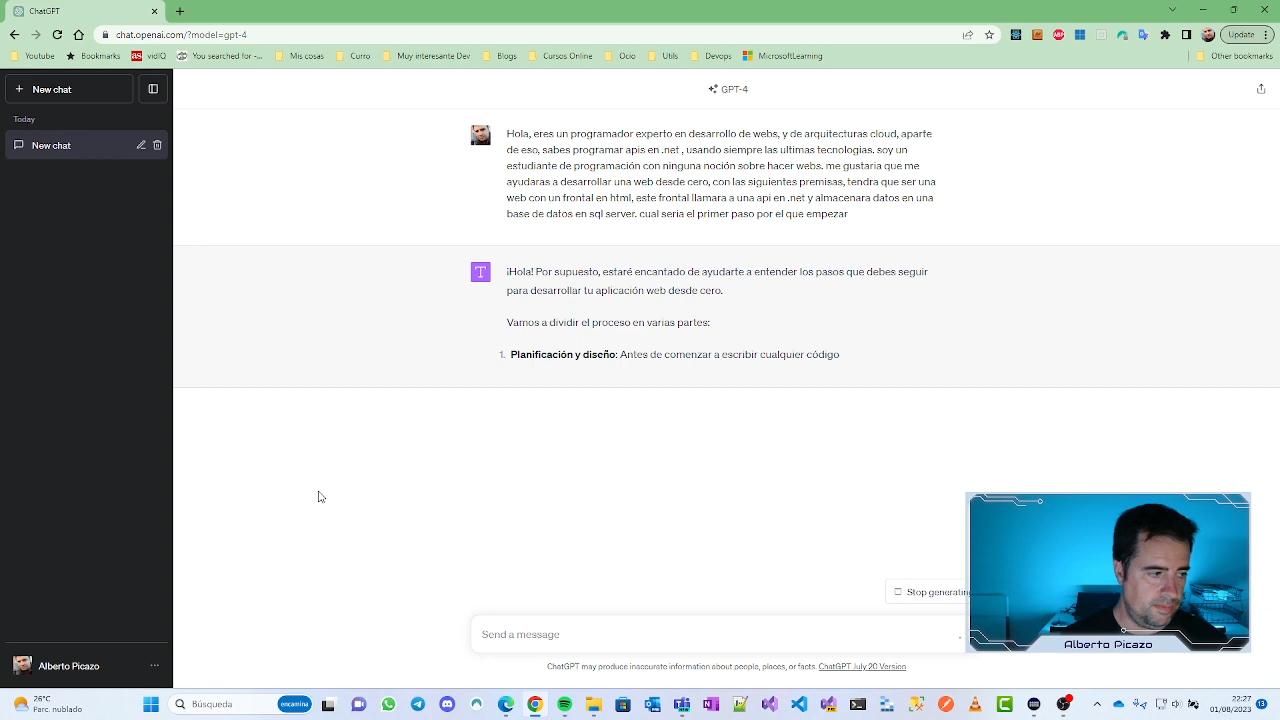 ChatGPT
chat.openai.com/?model=gpt-4
Update
Youtube
Bookmarks
vidIQ
You searched for -...
Mis cosas
Curro
Muy interesante Dev
Blogs
Cursos Online
Ocio
Utils
Devops
MicrosoftLearning
Other bookmarks
New chat
GPT-4
Today
New chat
Hola, eres un programador experto en desarrollo de webs, y de arquitecturas cloud, aparte
de eso, sabes programar apis en .net , usando siempre las ultimas tecnologias. soy un
estudiante de programación con ninguna noción sobre hacer webs. me gustaria que me
ayudaras a desarrollar una web desde cero, con las siguientes premisas, tendra que ser una
web con un frontal en html, este frontal llamara a una api en .net y almacenara datos en una
base de datos en sql server. cual seria el primer paso por el que empezar
¡Hola! Por supuesto, estaré encantado de ayudarte a entender los pasos que debes seguir
para desarrollar tu aplicación web desde cero.
Vamos a dividir el proceso en varias partes:
1. Planificación y diseño: Antes de comenzar a escribir cualquier código
Stop generating
Send a message
Alberto Picazo
ChatGPT may produce inaccurate information about people, places, or facts. ChatGPT July 20 Version
Alberto Picazo
26°C
Parc. nublado
Búsqueda
encamina
22:27
01/08/2023